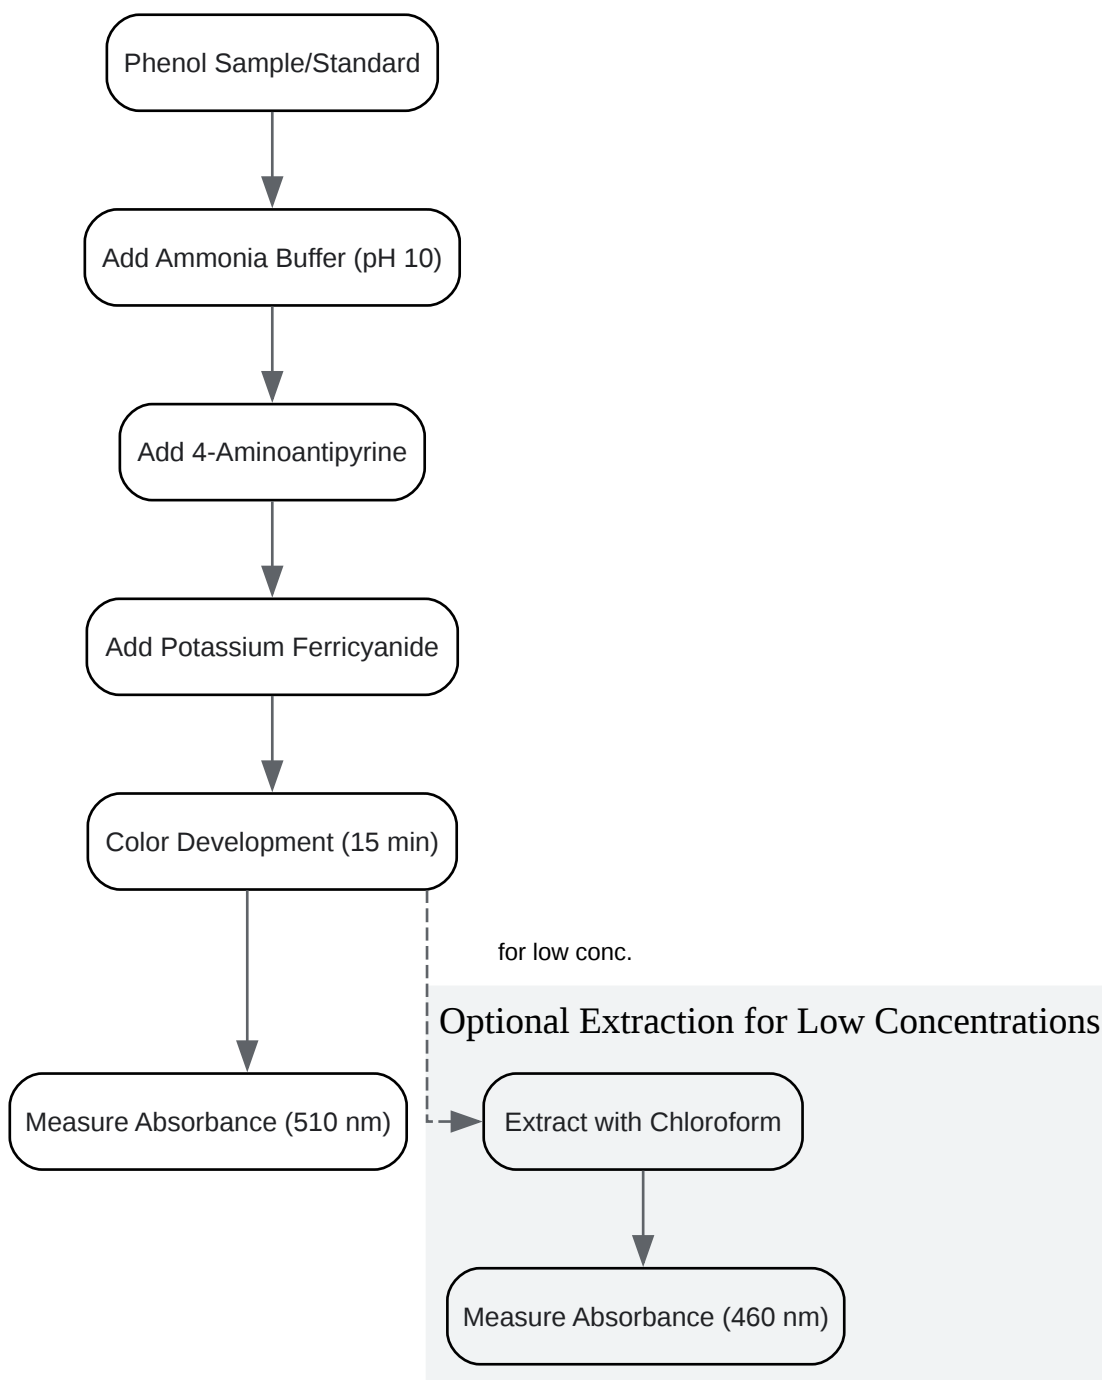 Phenol Sample/Standard
Add Ammonia Buffer (pH 10)
Add 4-Aminoantipyrine
Add Potassium Ferricyanide
Color Development (15 min)
for low conc.
Optional Extraction for Low Concentrations
Measure Absorbance (510 nm)
Extract with Chloroform
Measure Absorbance (460 nm)